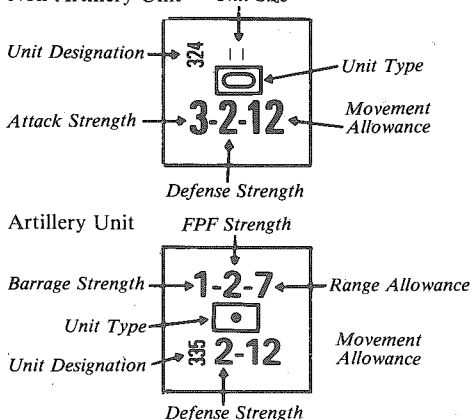 Unit Designation
324
| |
Unit Type
Attack Strength
3-2-12
Movement
Allowance
Defense Strength
Artillery Unit
FPF Strength
Barrage Strength
1-2-7
Range Allowance
Unit Type
Unit Designation
335
2-12
Movement
Allowance
Defense Strength